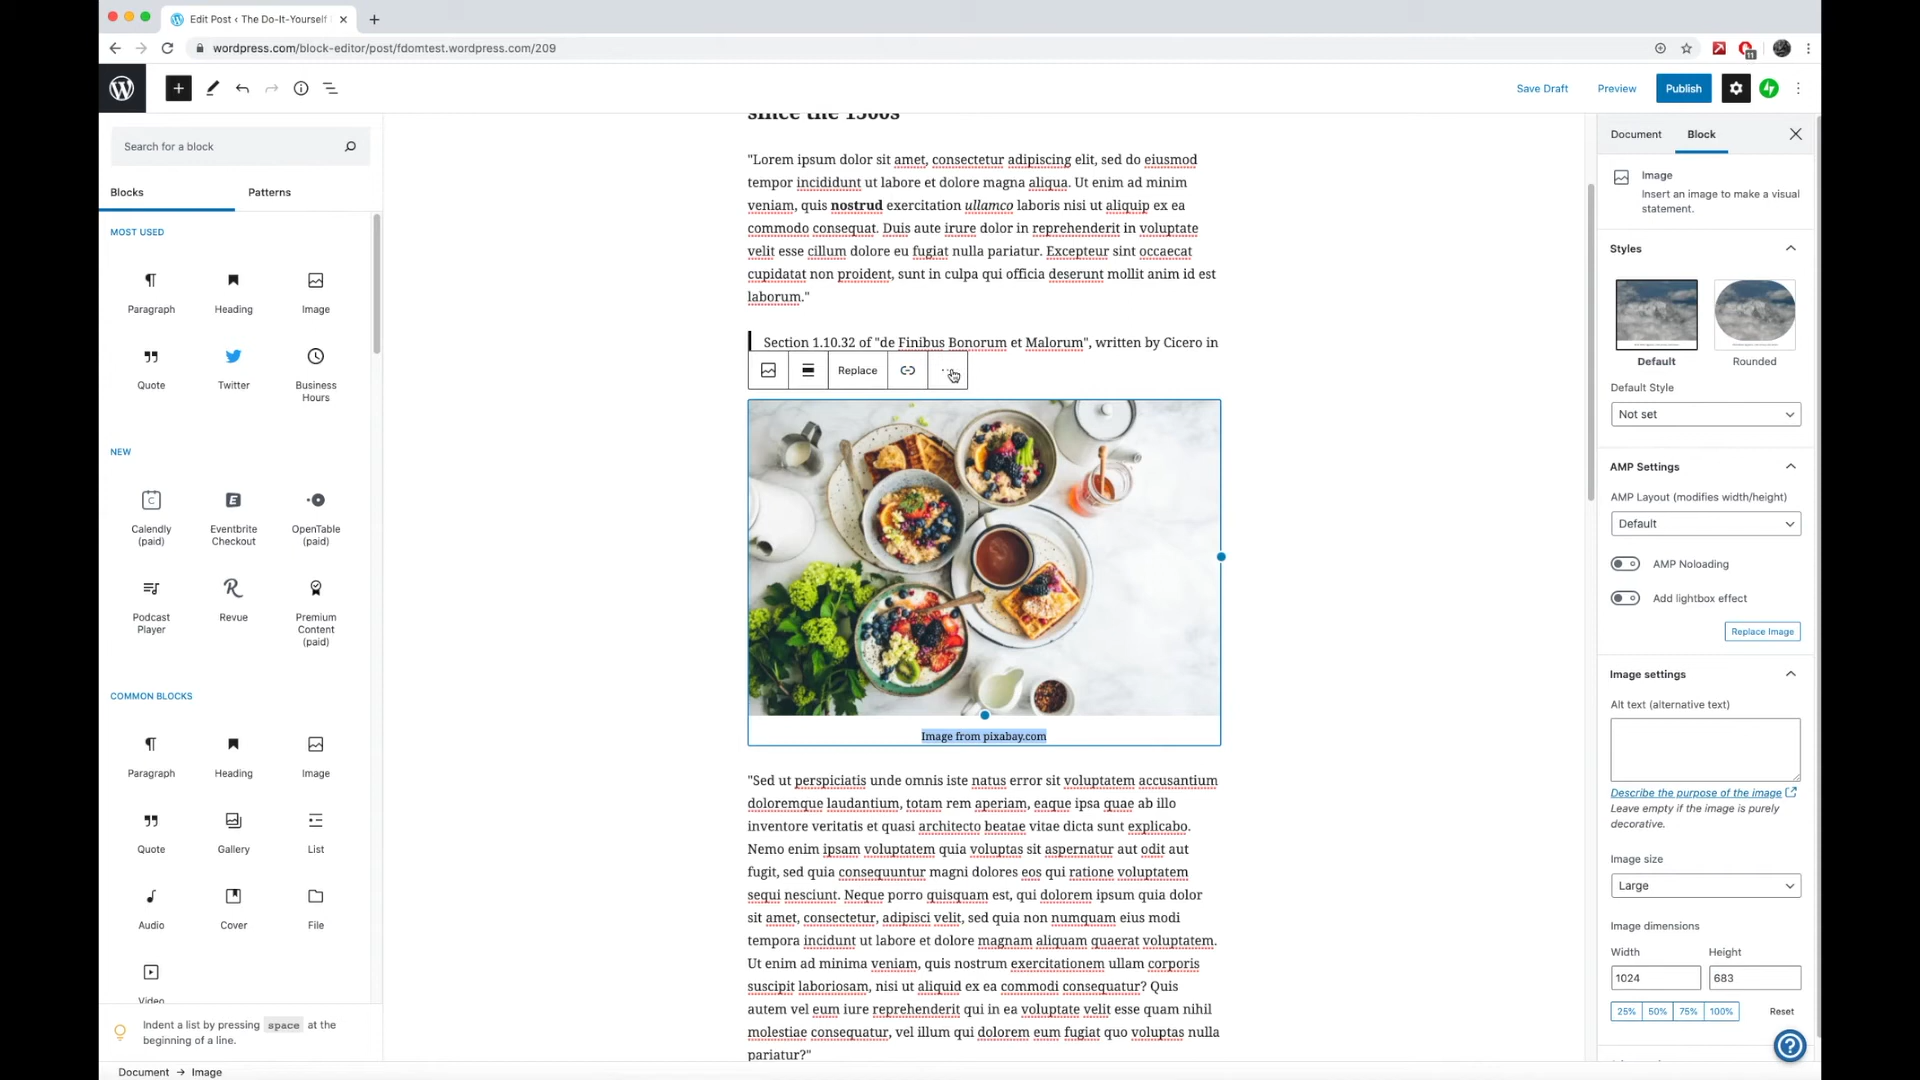 Edit Post ‹ The Do-It-Yourself
wordpress.com/block-editor/post/fdomtest.wordpress.com/209
11
Save Draft
Preview
Publish
Search for a block
Blocks
Patterns
MOST USED
Paragraph
Heading
Image
Quote
Twitter
Business
Hours
NEW
Calendly
(paid)
Eventbrite
Checkout
OpenTable
(paid)
Podcast
Player
Revue
Premium
Content
(paid)
COMMON BLOCKS
Paragraph
Heading
Image
Quote
Gallery
List
Audio
Cover
File
Video
Indent a list by pressing space at the
beginning of a line.
Document → Image
since the 1500s
"Lorem ipsum dolor sit amet, consectetur adipiscing elit, sed do eiusmod
tempor incididunt ut labore et dolore magna aliqua. Ut enim ad minim
veniam, quis nostrud exercitation ullamco laboris nisi ut aliquip ex ea
commodo consequat. Duis aute irure dolor in reprehenderit in voluptate
velit esse cillum dolore eu fugiat nulla pariatur. Excepteur sint occaecat
cupidatat non proident, sunt in culpa qui officia deserunt mollit anim id est
laborum."
Section 1.10.32 of "de Finibus Bonorum et Malorum", written by Cicero in
Replace
Image from pixabay.com
"Sed ut perspiciatis unde omnis iste natus error sit voluptatem accusantium
doloremque laudantium, totam rem aperiam, eaque ipsa quae ab illo
inventore veritatis et quasi architecto beatae vitae dicta sunt explicabo.
Nemo enim ipsam voluptatem quia voluptas sit aspernatur aut odit aut
fugit, sed quia consequuntur magni dolores eos qui ratione voluptatem
sequi nesciunt. Neque porro quisquam est, qui dolorem ipsum quia dolor
sit amet, consectetur, adipisci velit, sed quia non numquam eius modi
tempora incidunt ut labore et dolore magnam aliquam quaerat voluptatem.
Ut enim ad minima veniam, quis nostrum exercitationem ullam corporis
suscipit laboriosam, nisi ut aliquid ex ea commodi consequatur? Quis
autem vel eum iure reprehenderit qui in ea voluptate velit esse quam nihil
molestiae consequatur, vel illum qui dolorem eum fugiat quo voluptas nulla
pariatur?"
Document
Block
Image
Insert an image to make a visual
statement.
Styles
Default
Rounded
Default Style
Not set
AMP Settings
AMP Layout (modifies width/height)
Default
AMP Noloading
Add lightbox effect
Replace Image
Image settings
Alt text (alternative text)
Describe the purpose of the image
Leave empty if the image is purely
decorative.
Image size
Large
Image dimensions
Width
Height
1024
683
25%
50%
75%
100%
Reset